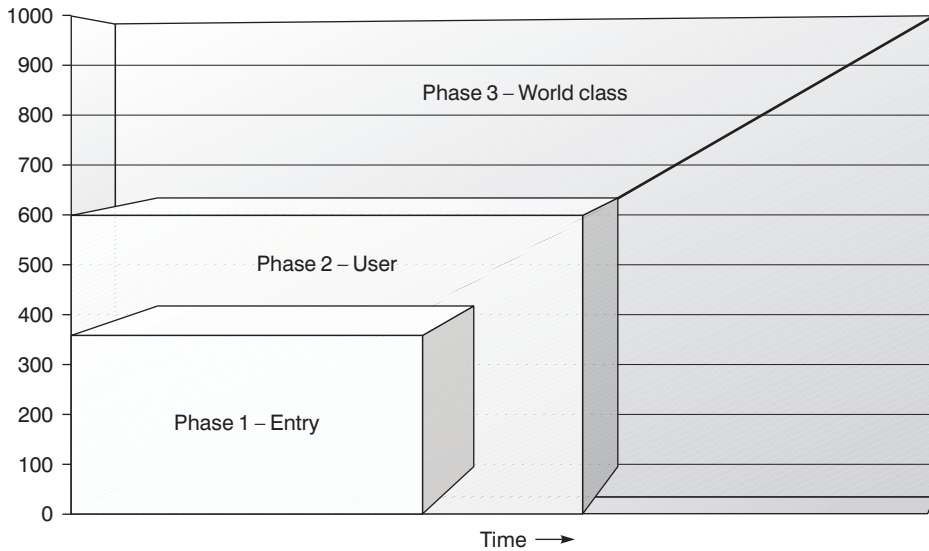 1000
900
Phase 3 – World class
800
700
600
500
Phase 2 – User
400
300
200
Phase 1 – Entry
100
0
Time